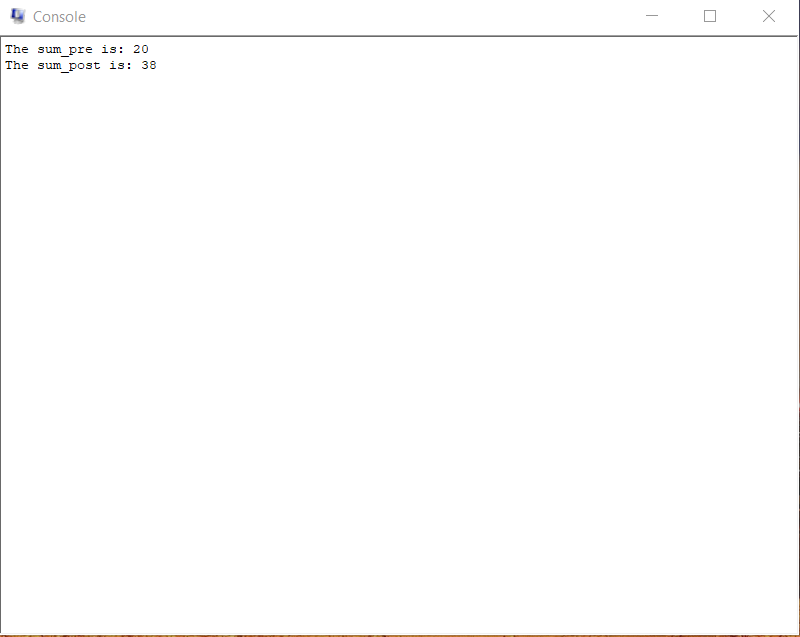 Console
The sum_pre is: 20
The sum_post is: 38